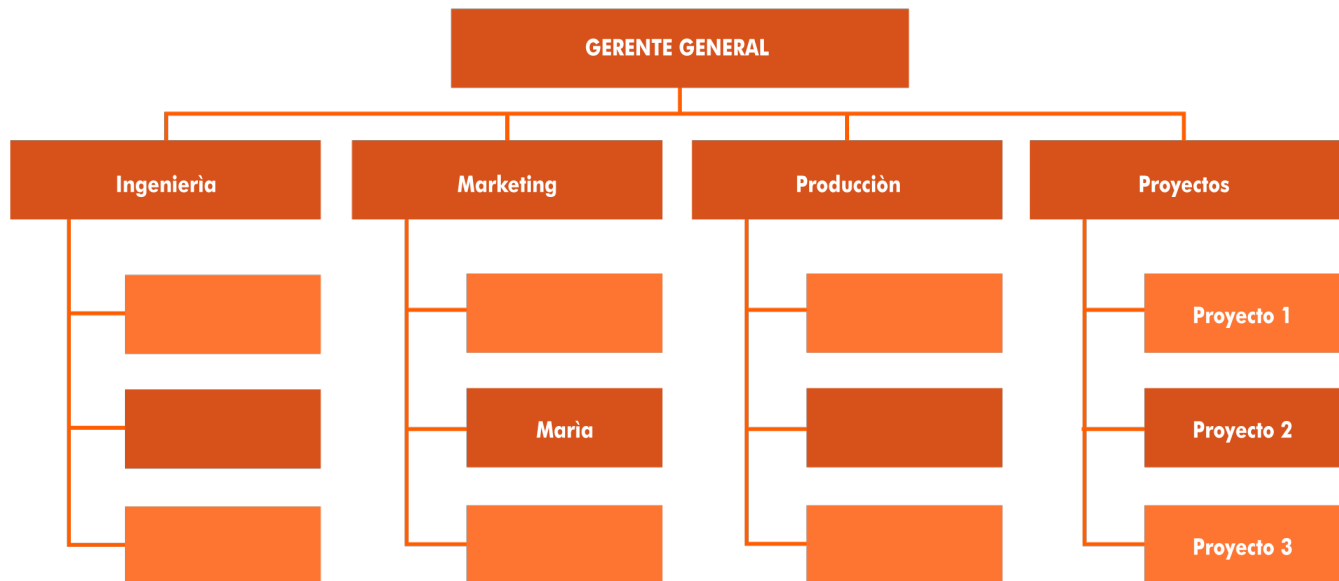 GERENTE GENERAL
Ingenierìa
Marketing
Producciòn
Proyectos
Proyecto 1
Marìa
Proyecto 2
Proyecto 3